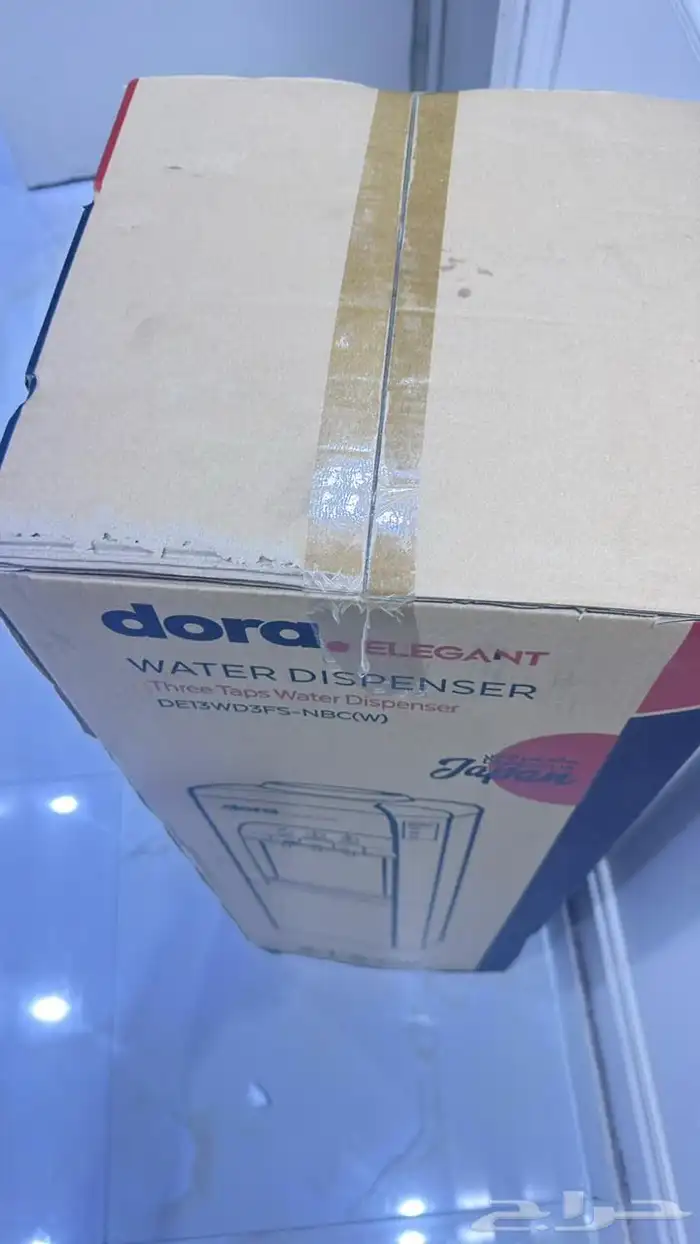 dora ELEGANT
WATER DISPENSER
Three Taps Water Dispenser
DE13WD3FS-NBC(W)
Japan
dora
حراج